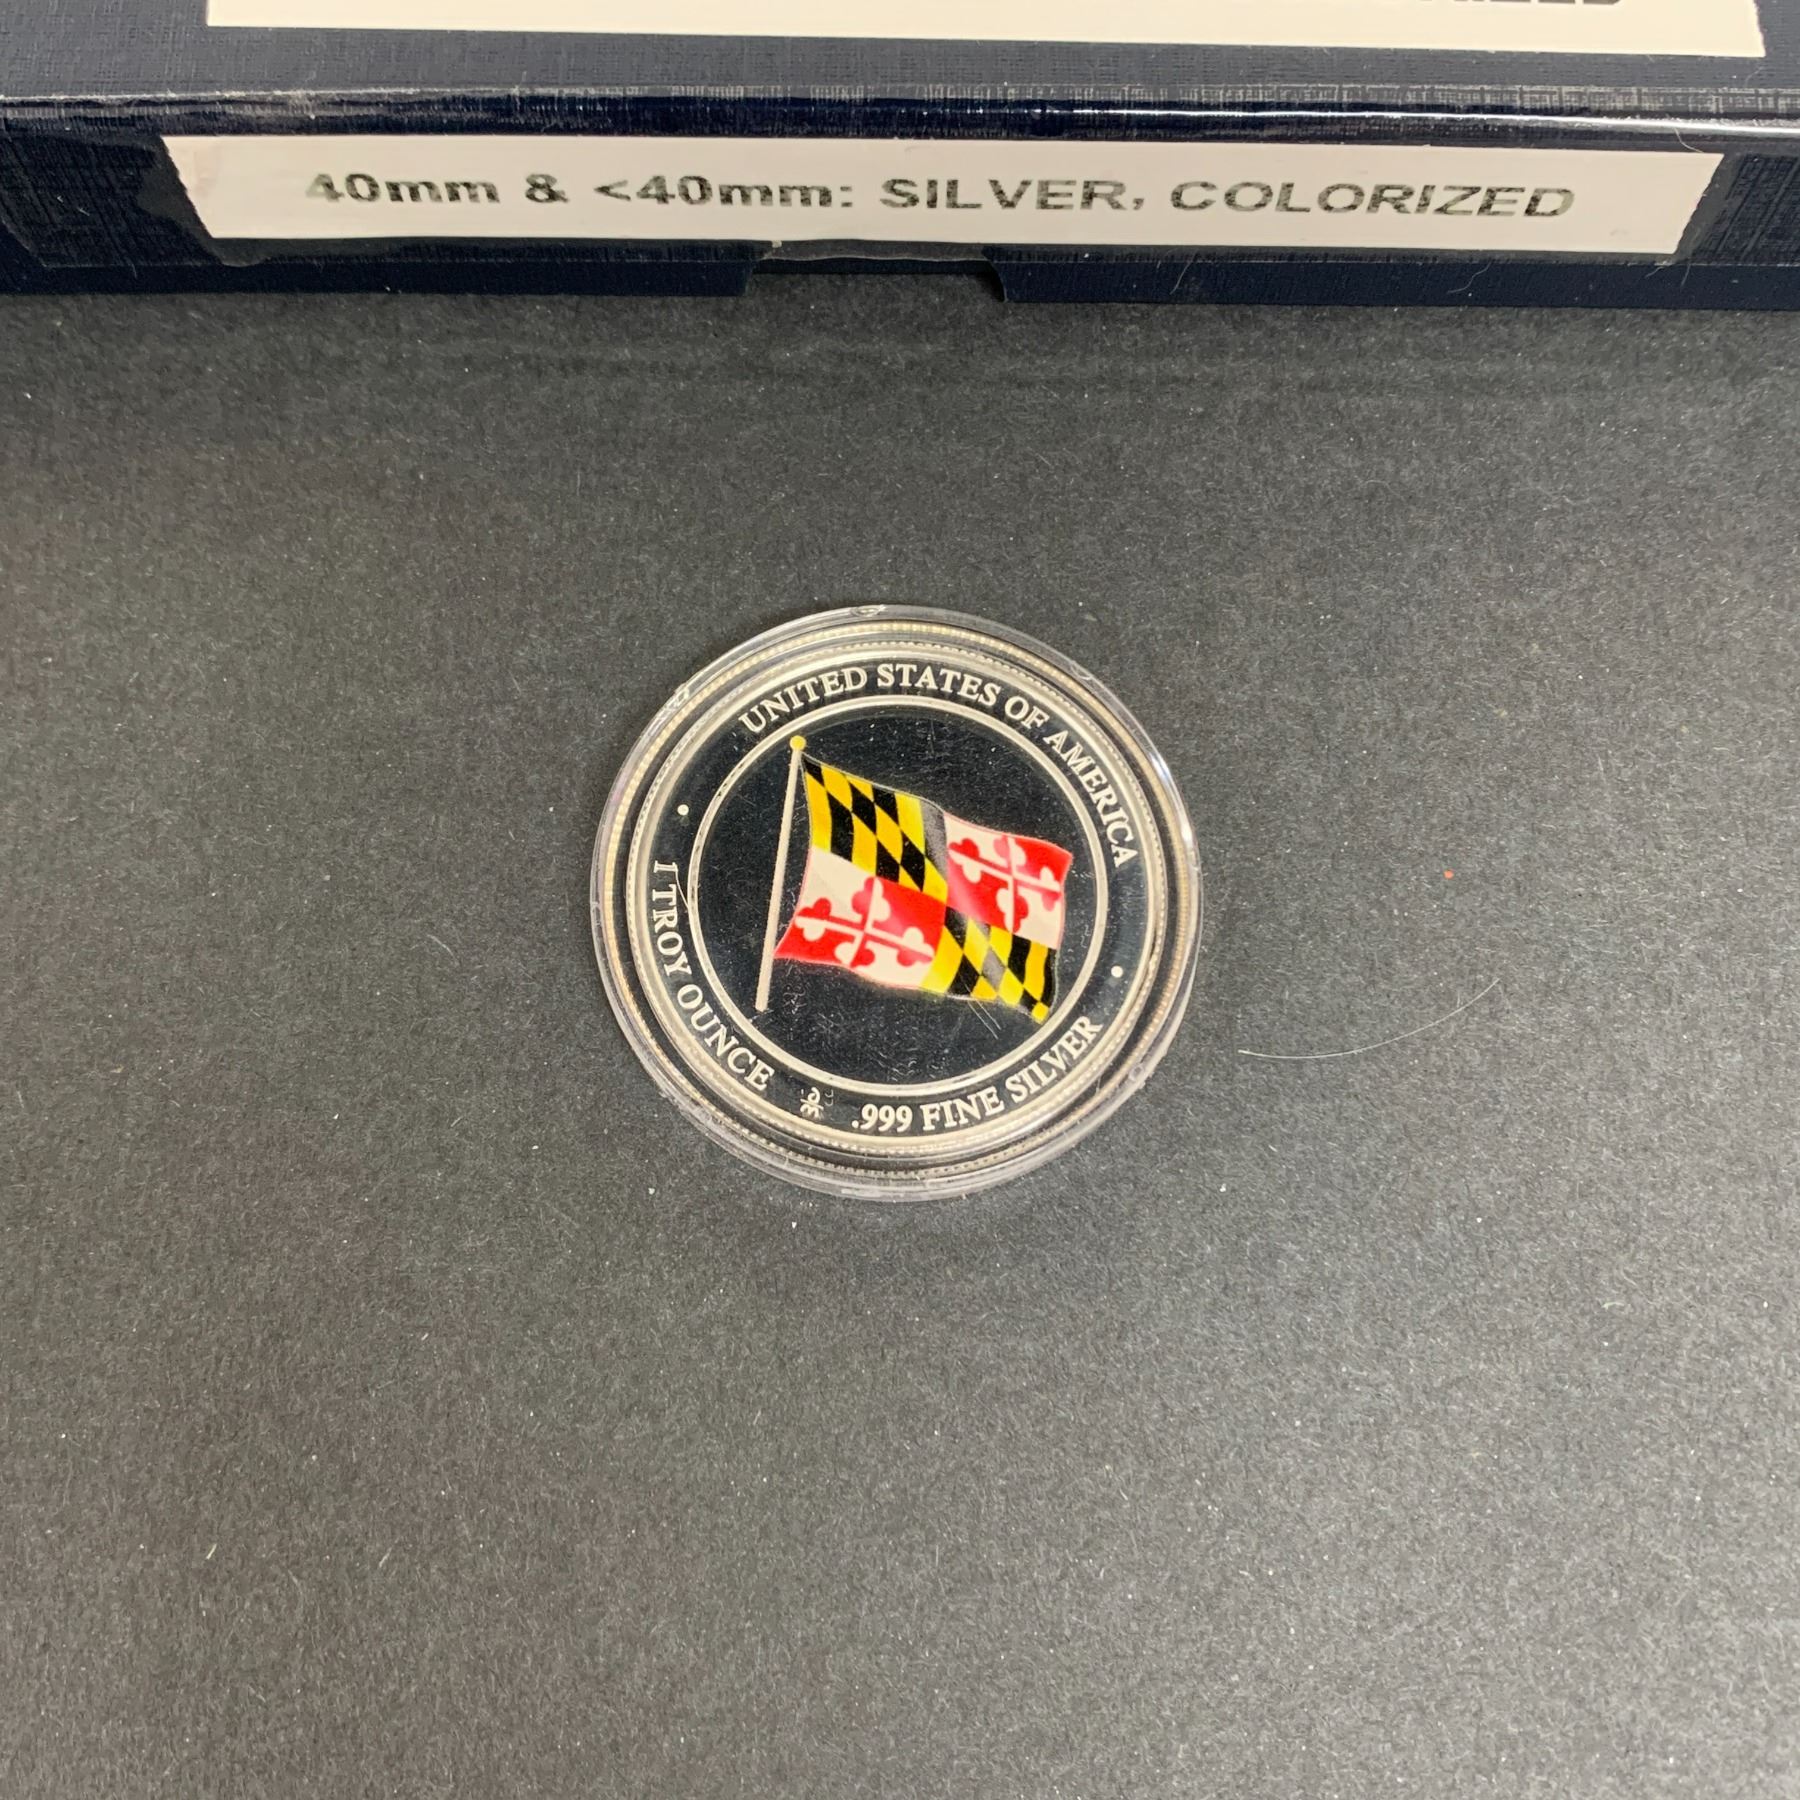 40mm & <40mm: SILVER, COLORIZED
UNITED STATES OF AMERICA
1 TROY OUNCE
.999 FINE SILVER